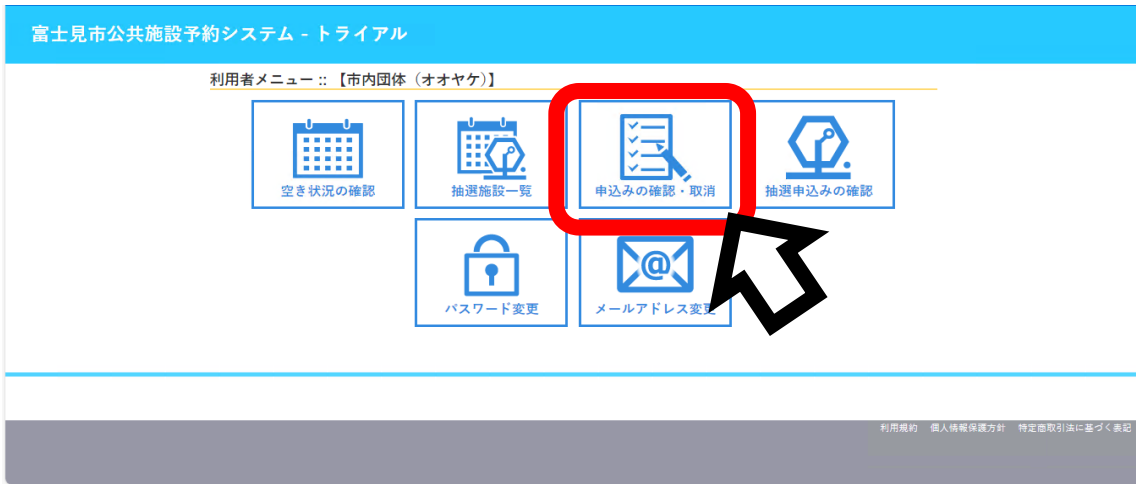 富士見市公共施設予約システム - トライアル
利用者メニュー :: 【市内団体（オオヤケ）】
空き状況の確認
抽選施設一覧
申込みの確認・取消
抽選申込みの確認
パスワード変更
@
メールアドレス変更
利用規約 個人情報保護方針 特定商取引法に基づく表記